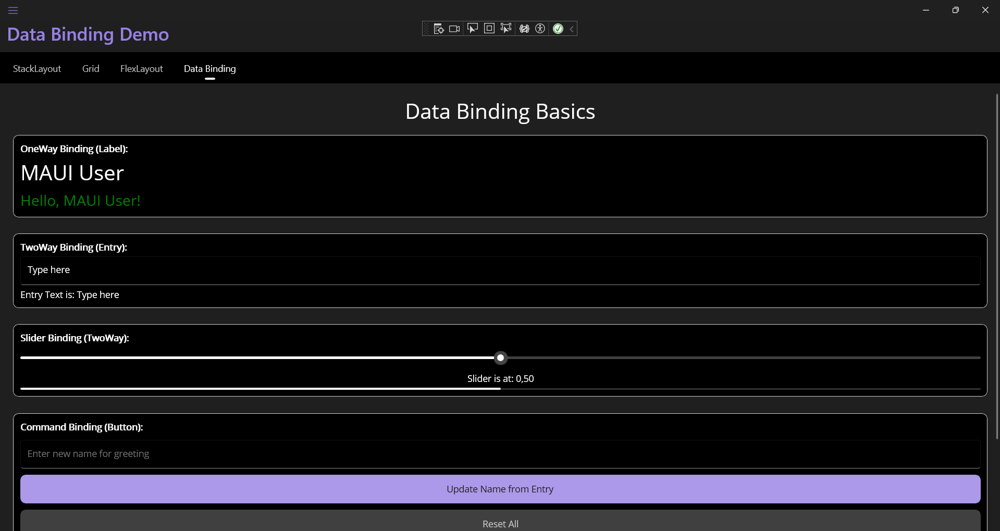 Data Binding Demo
StackLayout Grid FlexLayout Data Binding
Data Binding Basics
OneWay Binding (Label):
MAUI User
Hello, MAUI User!
TwoWay Binding (Entry):
Type here
Entry Text is: Type here
Slider Binding (TwoWay):
Slider is at: 0,50
Command Binding (Button):
Enter new name for greeting
Update Name from Entry
Reset All